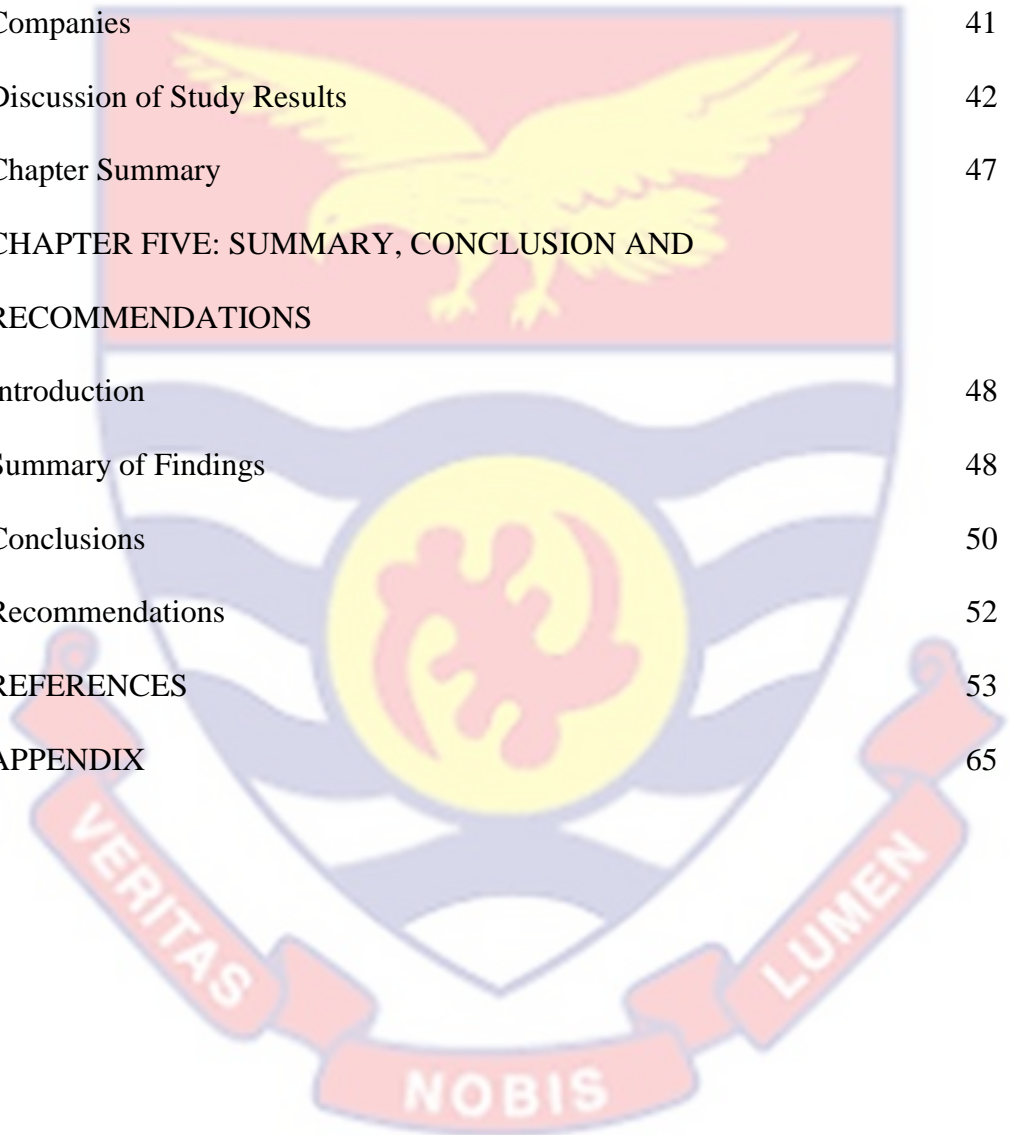 Companies 41
Discussion of Study Results 42
Chapter Summary 47
CHAPTER FIVE: SUMMARY, CONCLUSION AND
RECOMMENDATIONS
Introduction 48
Summary of Findings 48
Conclusions 50
Recommendations 52
REFERENCES 53
APPENDIX 65
VERITAS
NOBIS
LUMEN